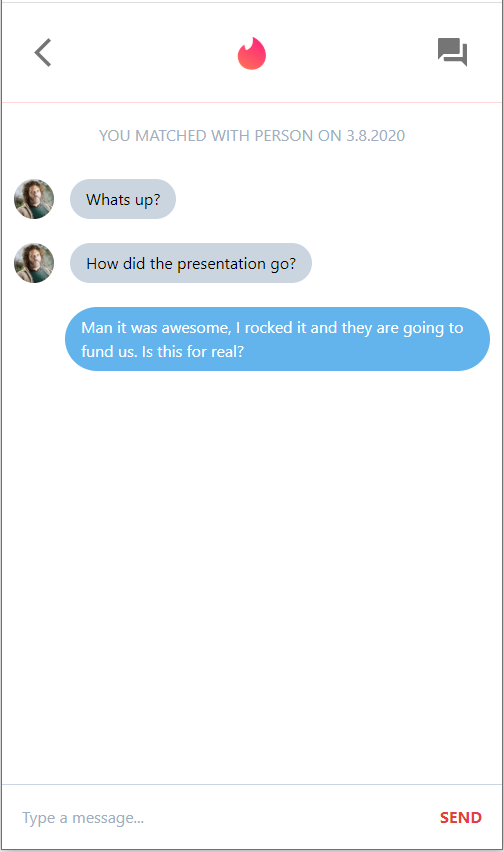 YOU MATCHED WITH PERSON ON 3.8.2020
Whats up?
How did the presentation go?
Man it was awesome, I rocked it and they are going to
fund us. Is this for real?
Type a message...
SEND